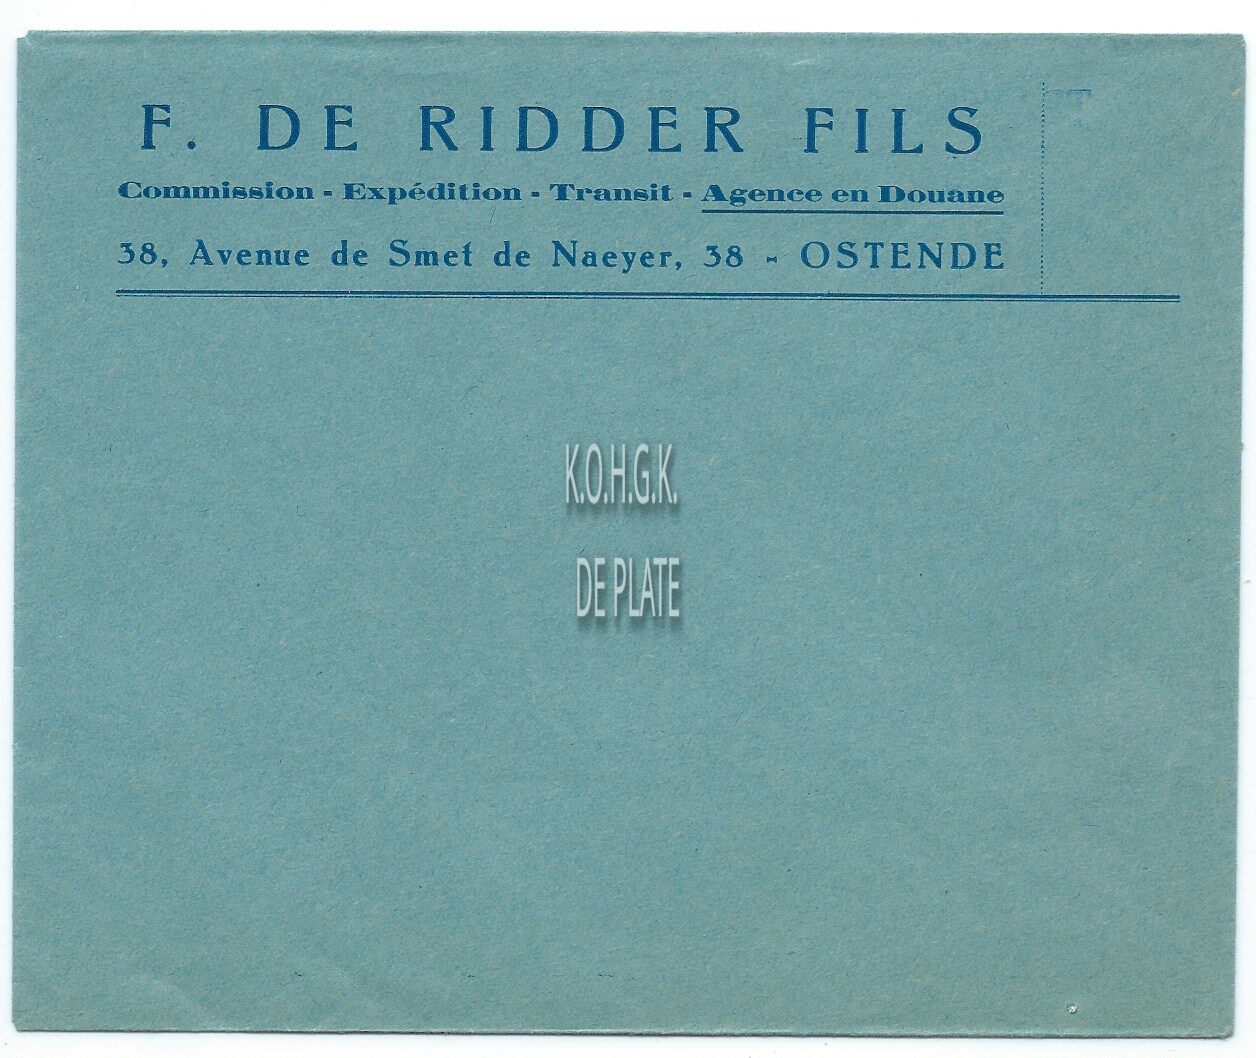 F. DE RIDDER FILS
Commission - Expédition - Transit - Agence en Douane
38, Avenue de Smet de Naeyer, 38 - OSTENDE
K.O.H.G.K.
DE PLATE